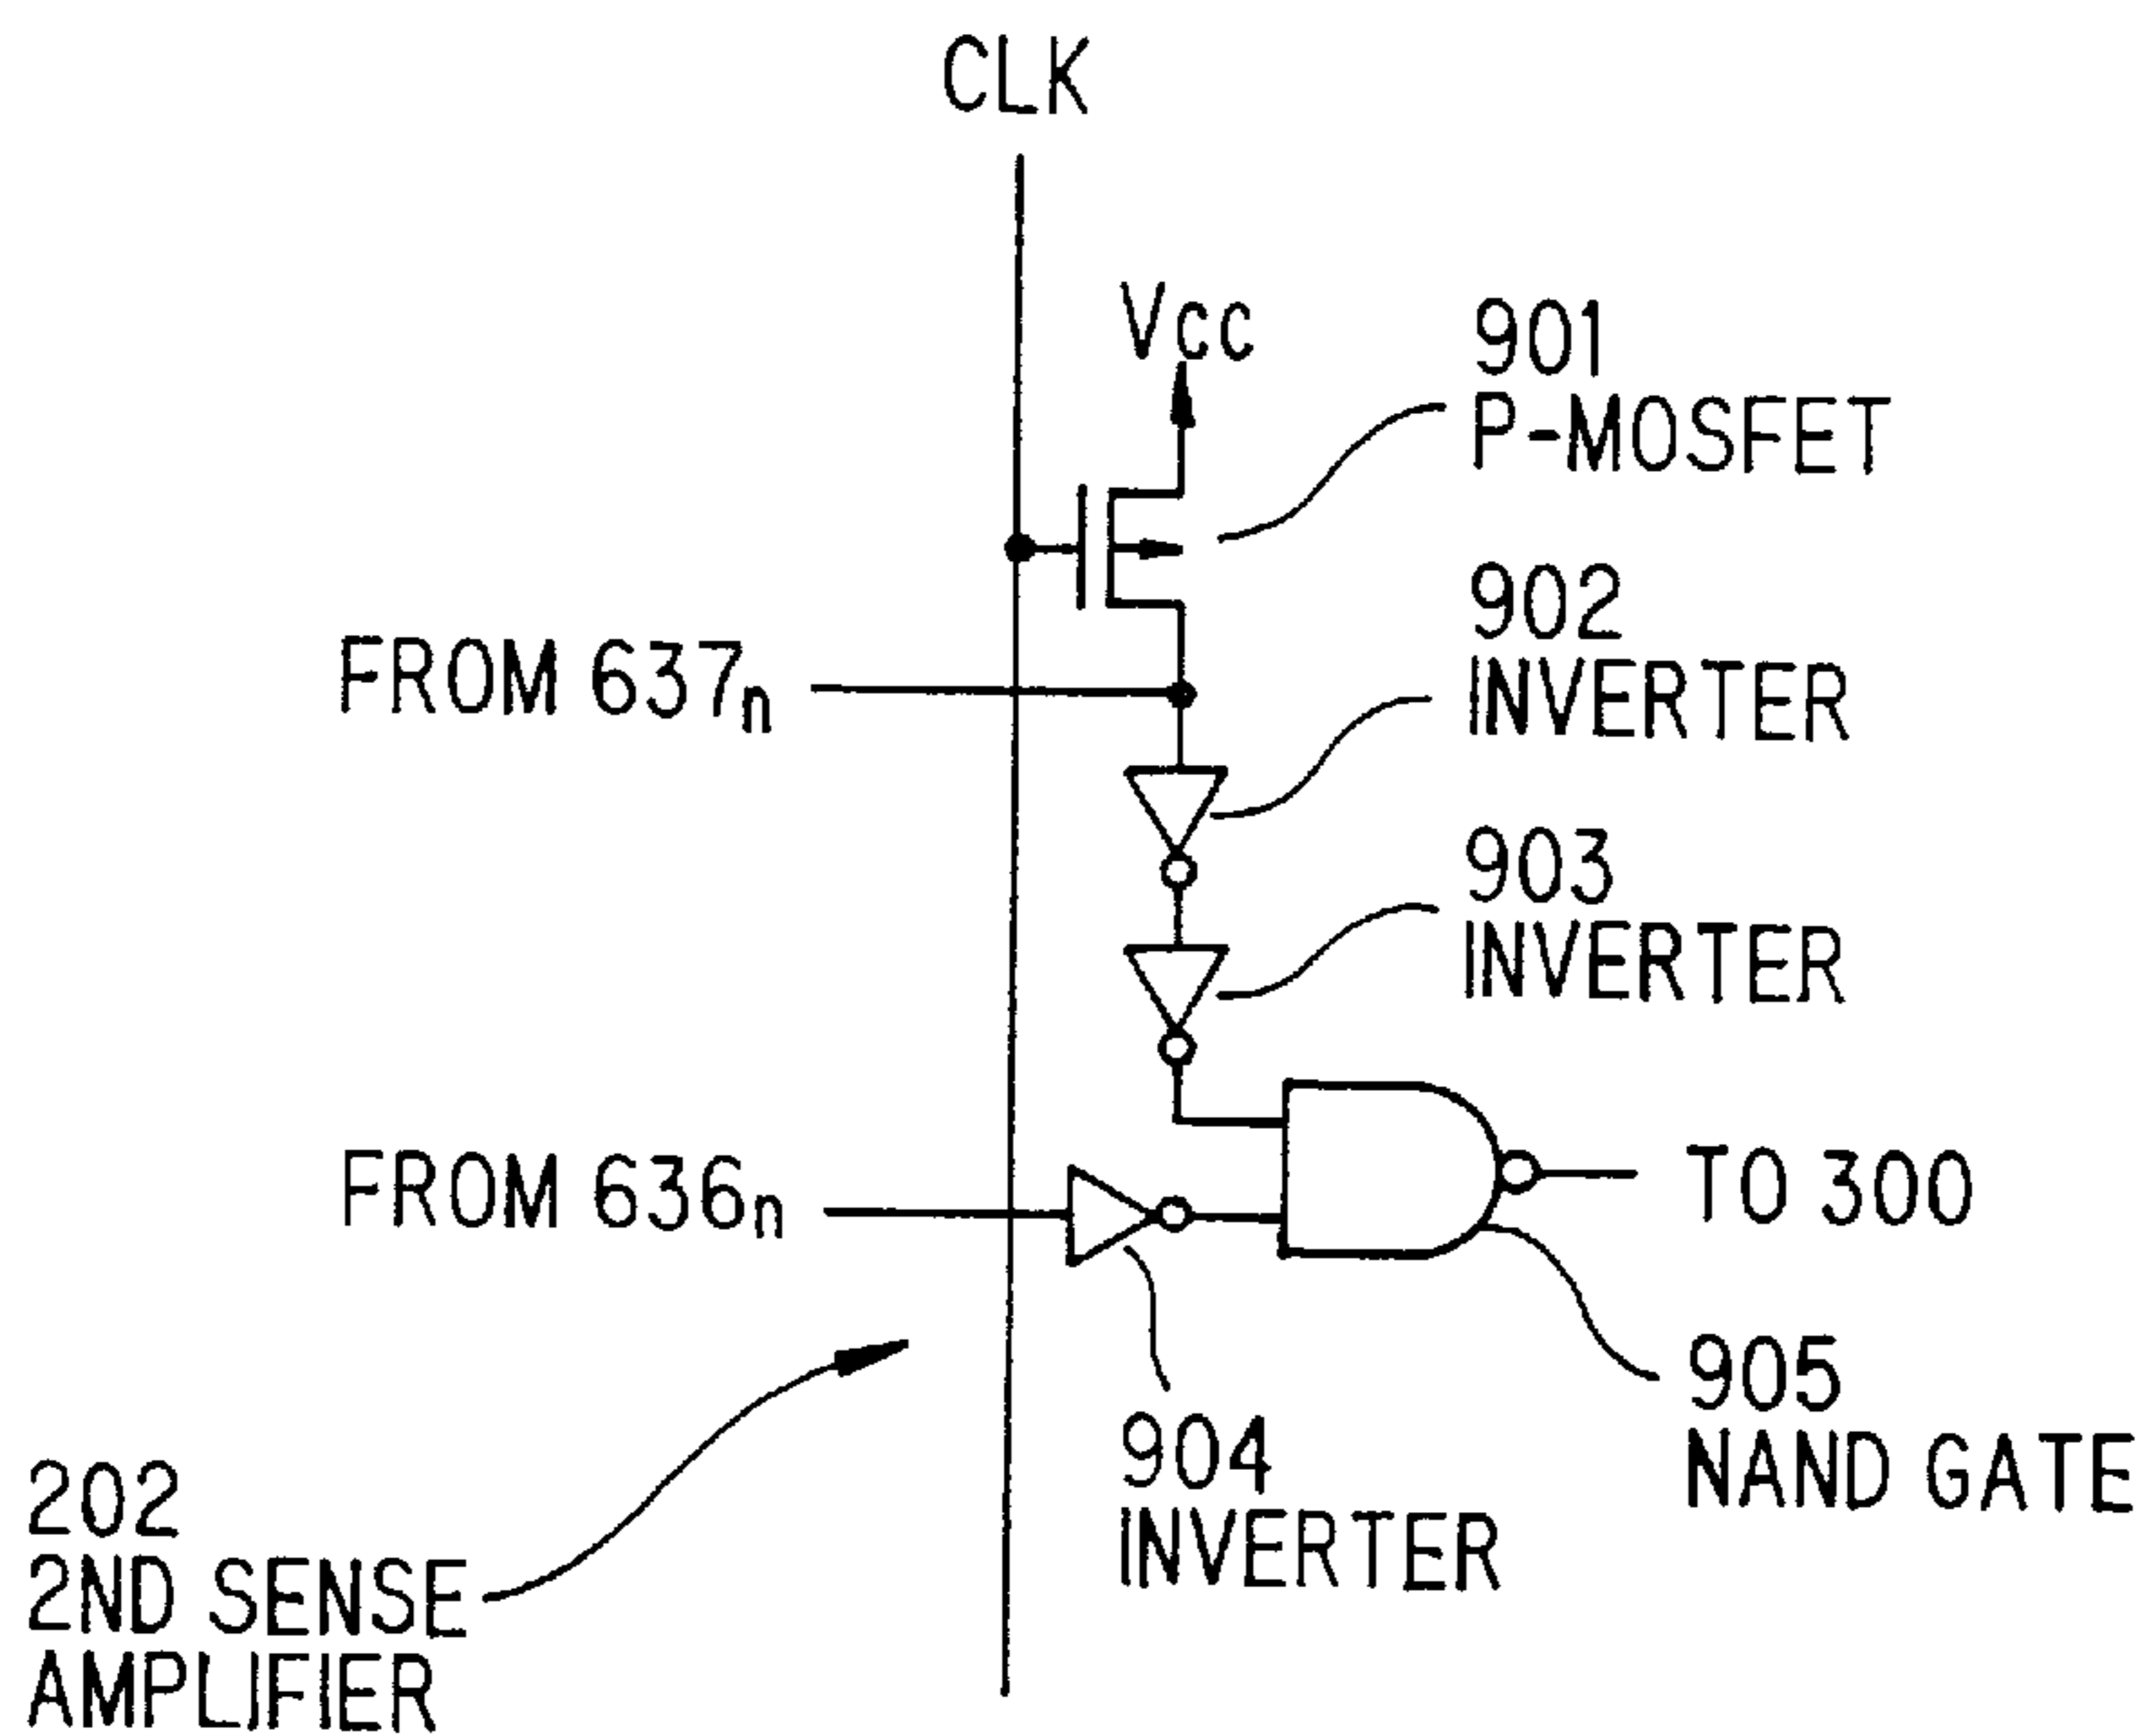 CLK
Vcc
901
P-MOSFET
902
INVERTER
FROM 637n
903
INVERTER
FROM 636n
TO 300
905
NAND GATE
904
INVERTER
202
2ND SENSE
AMPLIFIER